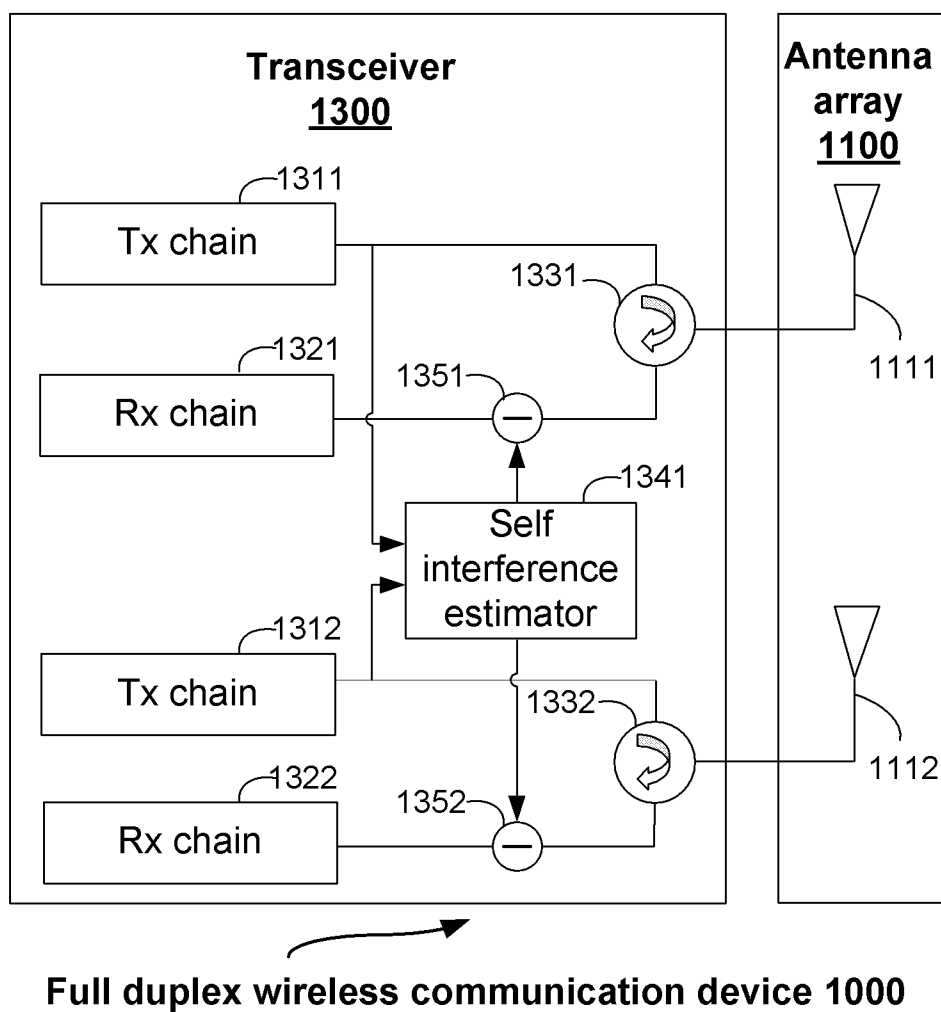 Transceiver
1300
Antenna
array
1100
1311
Tx chain
1331
1111
1321
Rx chain
1351
1341
Self
interference
estimator
1312
Tx chain
1332
1112
1322
Rx chain
1352
Full duplex wireless communication device 1000